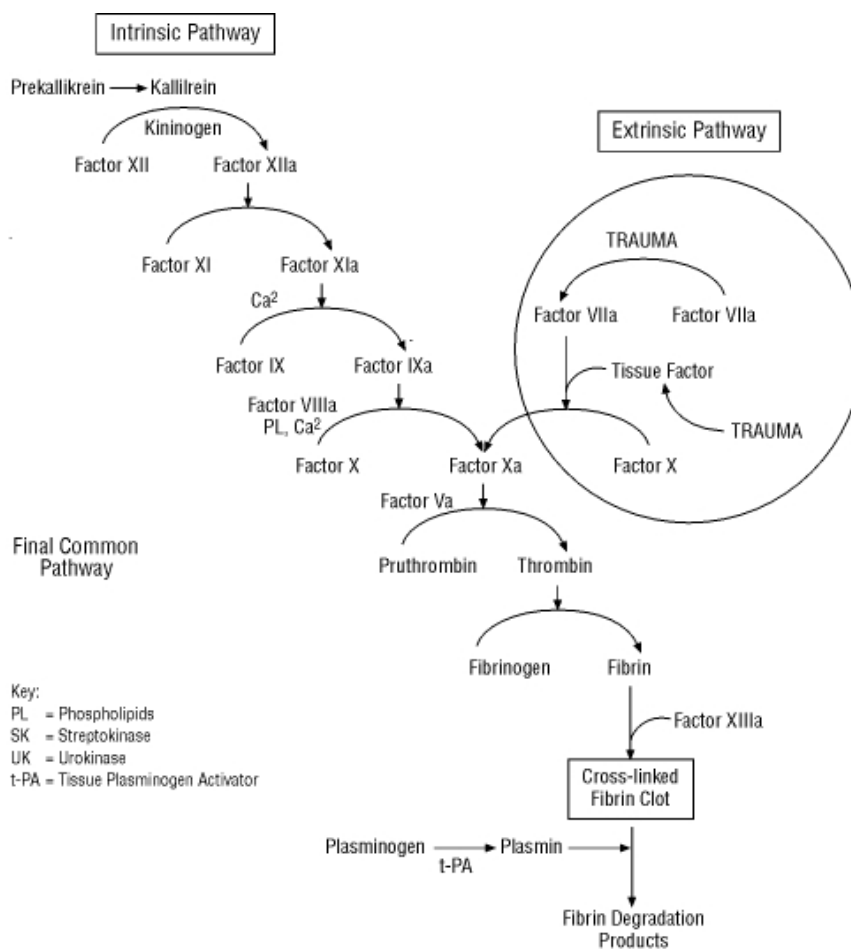 Intrinsic Pathway
Prekallikrein
Kallilrein
Kininogen
Factor XII
Factor XIIa
Factor XI
Factor XIa
Ca²
Factor IX
Factor IXa
Factor VIIIa
PL, Ca²
Factor X
Factor Xa
Extrinsic Pathway
TRAUMA
Factor VIIa
Factor VIIa
Tissue Factor
TRAUMA
Factor X
Final Common
Pathway
Factor Va
Pruthrombin
Thrombin
Fibrinogen
Fibrin
Factor XIIIa
Cross-linked
Fibrin Clot
Plasminogen
t-PA
Plasmin
Fibrin Degradation
Products
Key:
PL = Phospholipids
SK = Streptokinase
UK = Urokinase
t-PA = Tissue Plasminogen Activator